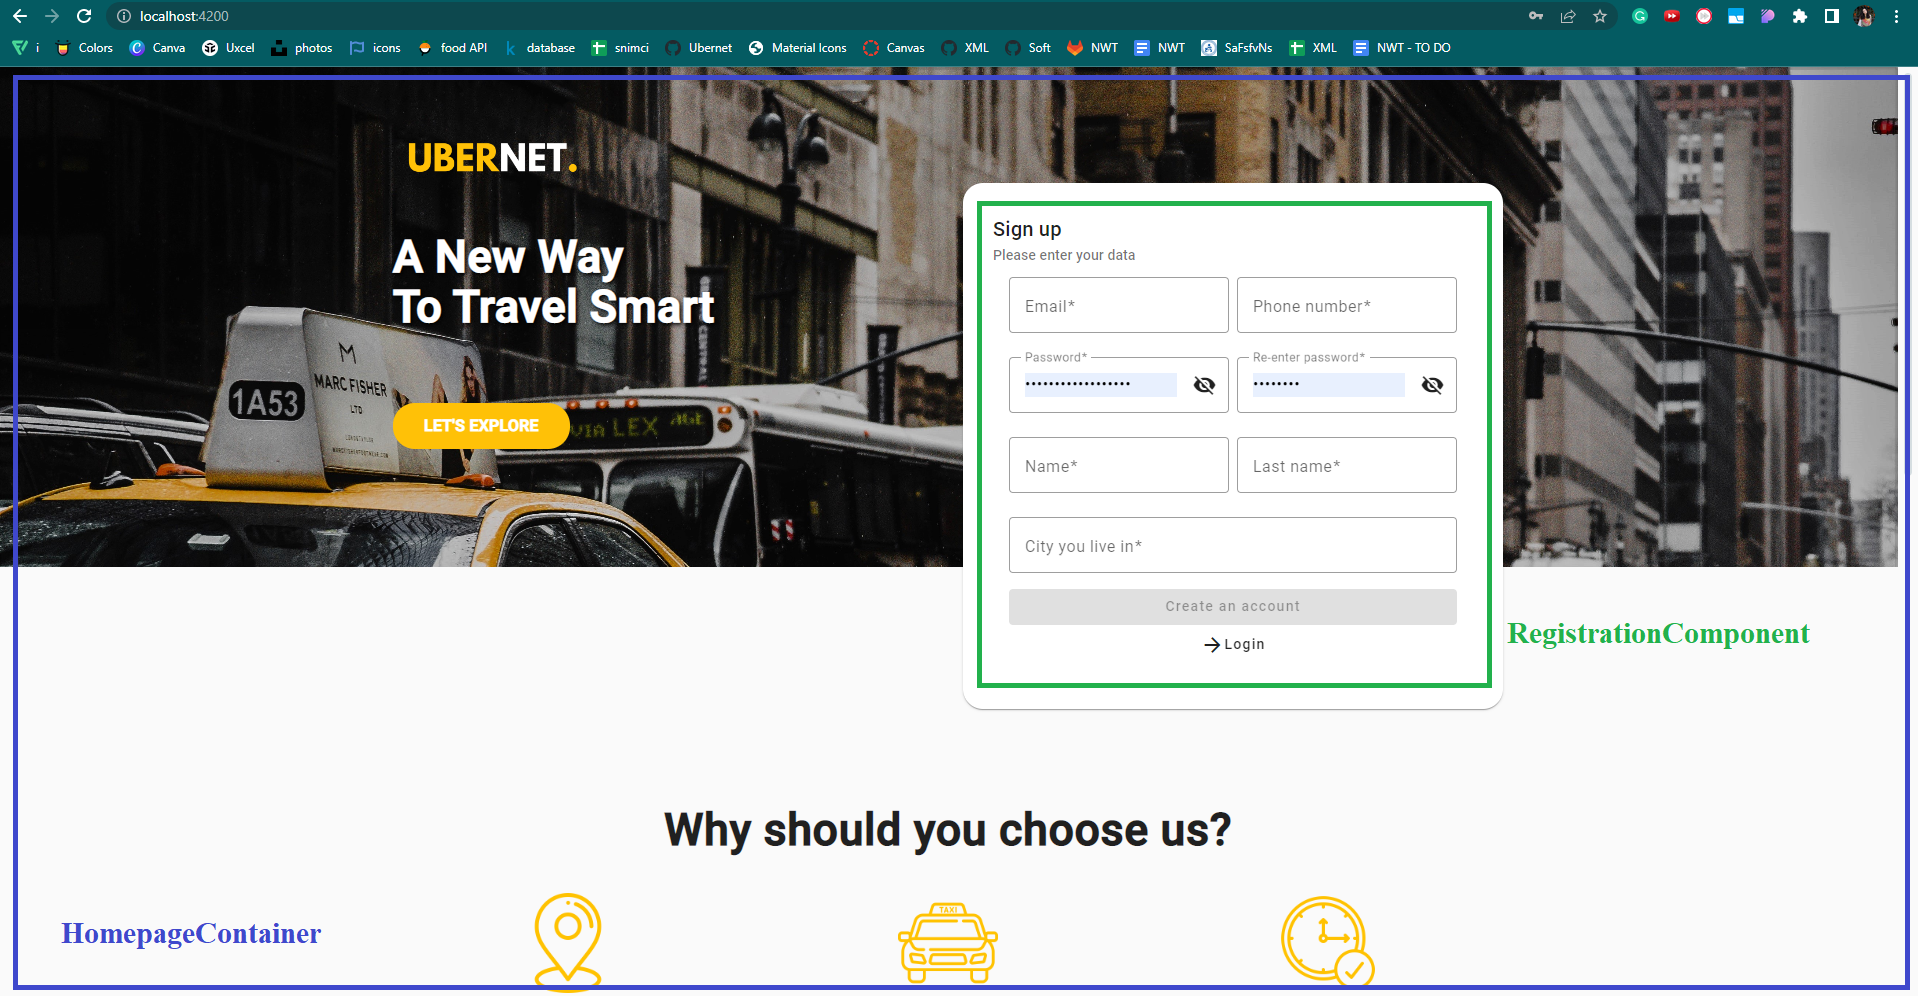 localhost:4200
i Colors Canva Uxcel photos icons food API database snimci Ubernet Material Icons Canvas XML Soft NWT NWT SaFsfvNs XML NWT - TO DO
UBERNET.
A New Way
To Travel Smart
LET'S EXPLORE
1A53
MARC FISHER
LTD
VIA LEX AGE
Sign up
Please enter your data
Email*
Phone number*
Password*
Re-enter password*
Name*
Last name*
City you live in*
Create an account
Login
RegistrationComponent
Why should you choose us?
TAXI
HomepageContainer